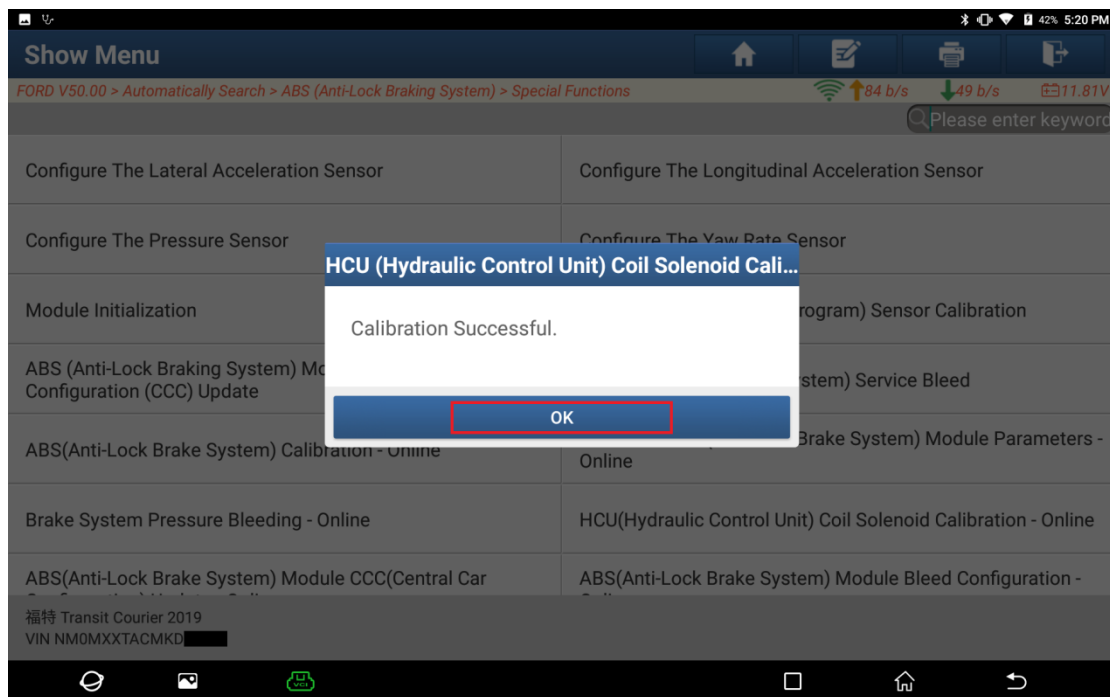 42% 5:20 PM
Show Menu
FORD V50.00 > Automatically Search > ABS (Anti-Lock Braking System) > Special Functions
84 b/s 49 b/s 11.81V
Please enter keyword
Configure The Lateral Acceleration Sensor
Configure The Longitudinal Acceleration Sensor
Configure The Pressure Sensor
Configure The Yaw Rate Sensor
HCU (Hydraulic Control Unit) Coil Solenoid Cali...
Module Initialization
rogram) Sensor Calibration
Calibration Successful.
ABS (Anti-Lock Braking System) Mo
Configuration (CCC) Update
stem) Service Bleed
OK
ABS(Anti-Lock Brake System) Calibration - Online
Brake System) Module Parameters -
Online
Brake System Pressure Bleeding - Online
HCU(Hydraulic Control Unit) Coil Solenoid Calibration - Online
ABS(Anti-Lock Brake System) Module CCC(Central Car
ABS(Anti-Lock Brake System) Module Bleed Configuration -
福特 Transit Courier 2019
VIN NM0MXXTACMKD
VCI